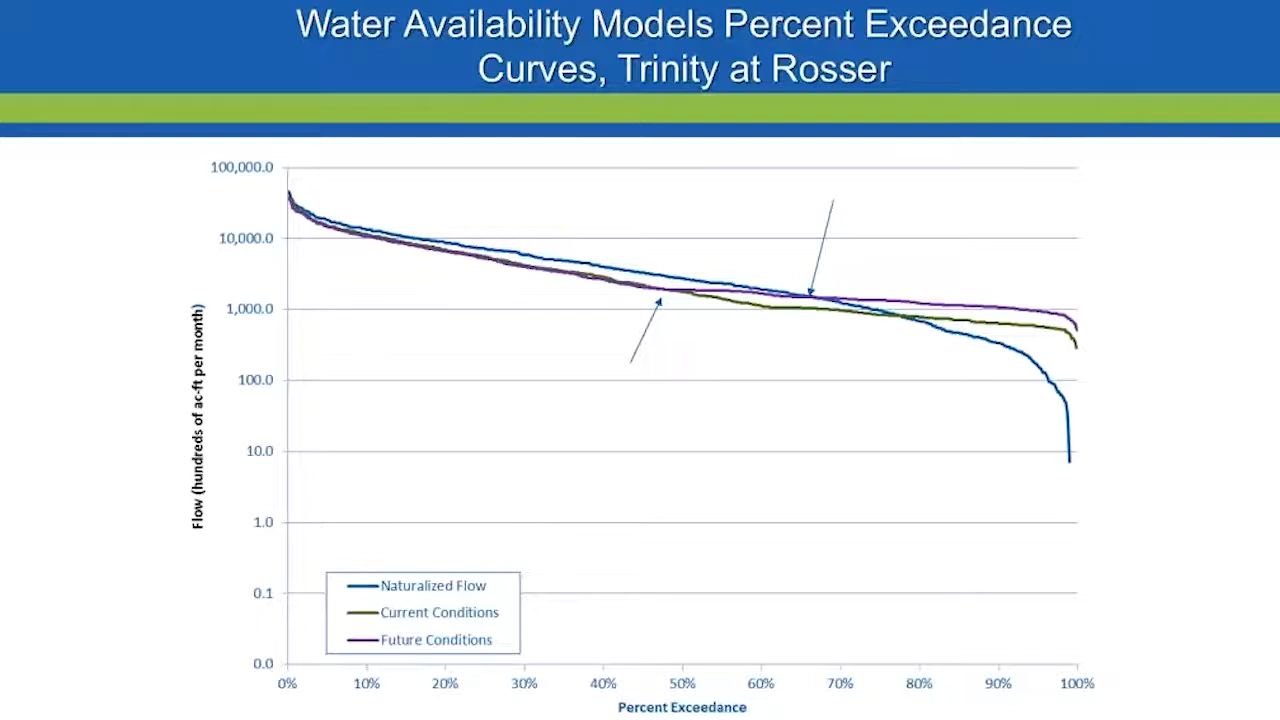 Water Availability Models Percent Exceedance
Curves, Trinity at Rosser
100,000.0
10,000.0
1,000.0
100.0
10.0
1.0
0.1
0.0
Flow (hundreds of ac-ft per month)
Naturalized Flow
Current Conditions
Future Conditions
0% 10% 20% 30% 40% 50% 60% 70% 80% 90% 100%
Percent Exceedance